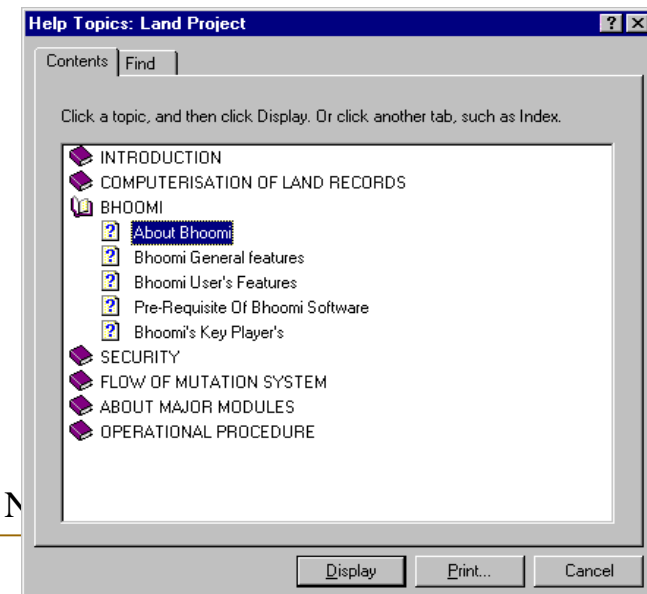 Help Topics: Land Project
Contents
Find
Click a topic, and then click Display. Or click another tab, such as Index.
INTRODUCTION
COMPUTERISATION OF LAND RECORDS
BHOOMI
About Bhoomi
Bhoomi General features
Bhoomi User's Features
Pre-Requisite Of Bhoomi Software
Bhoomi's Key Player's
SECURITY
FLOW OF MUTATION SYSTEM
ABOUT MAJOR MODULES
OPERATIONAL PROCEDURE
Display Print... Cancel